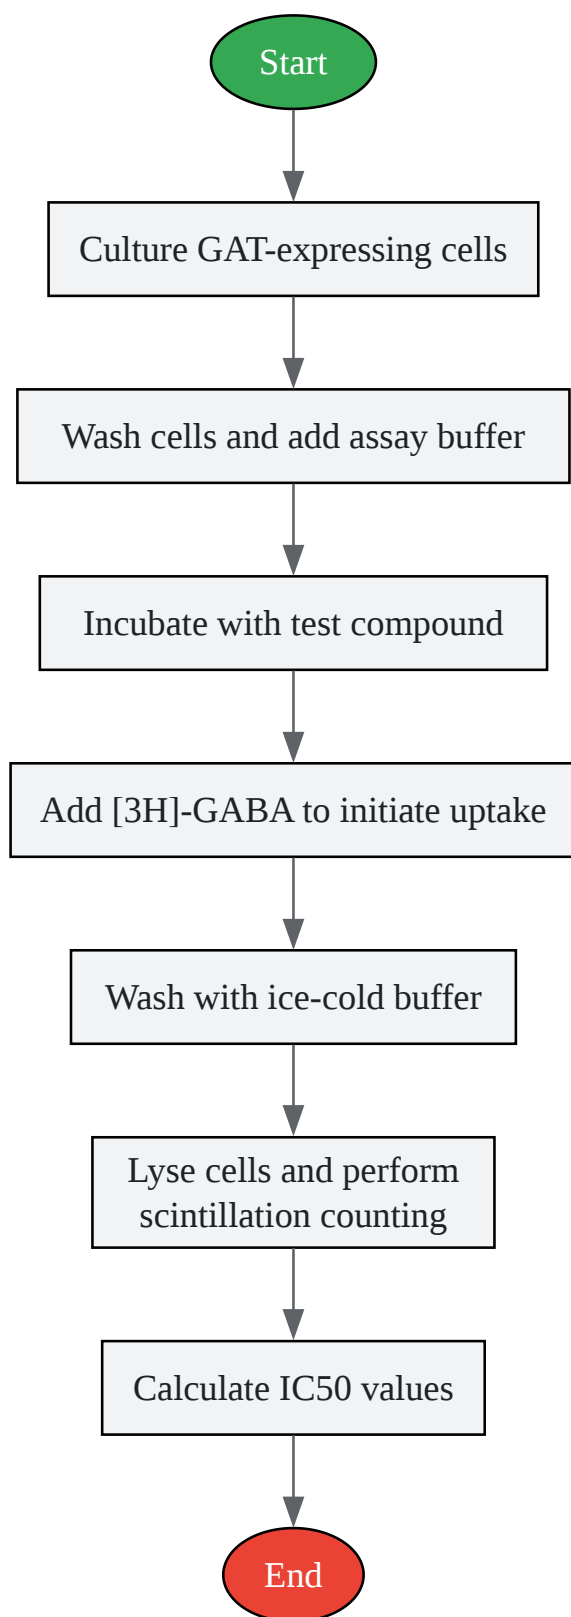 Start
Culture GAT-expressing cells
Wash cells and add assay buffer
Incubate with test compound
Add [3H]-GABA to initiate uptake
Wash with ice-cold buffer
Lyse cells and perform
scintillation counting
Calculate IC50 values
End